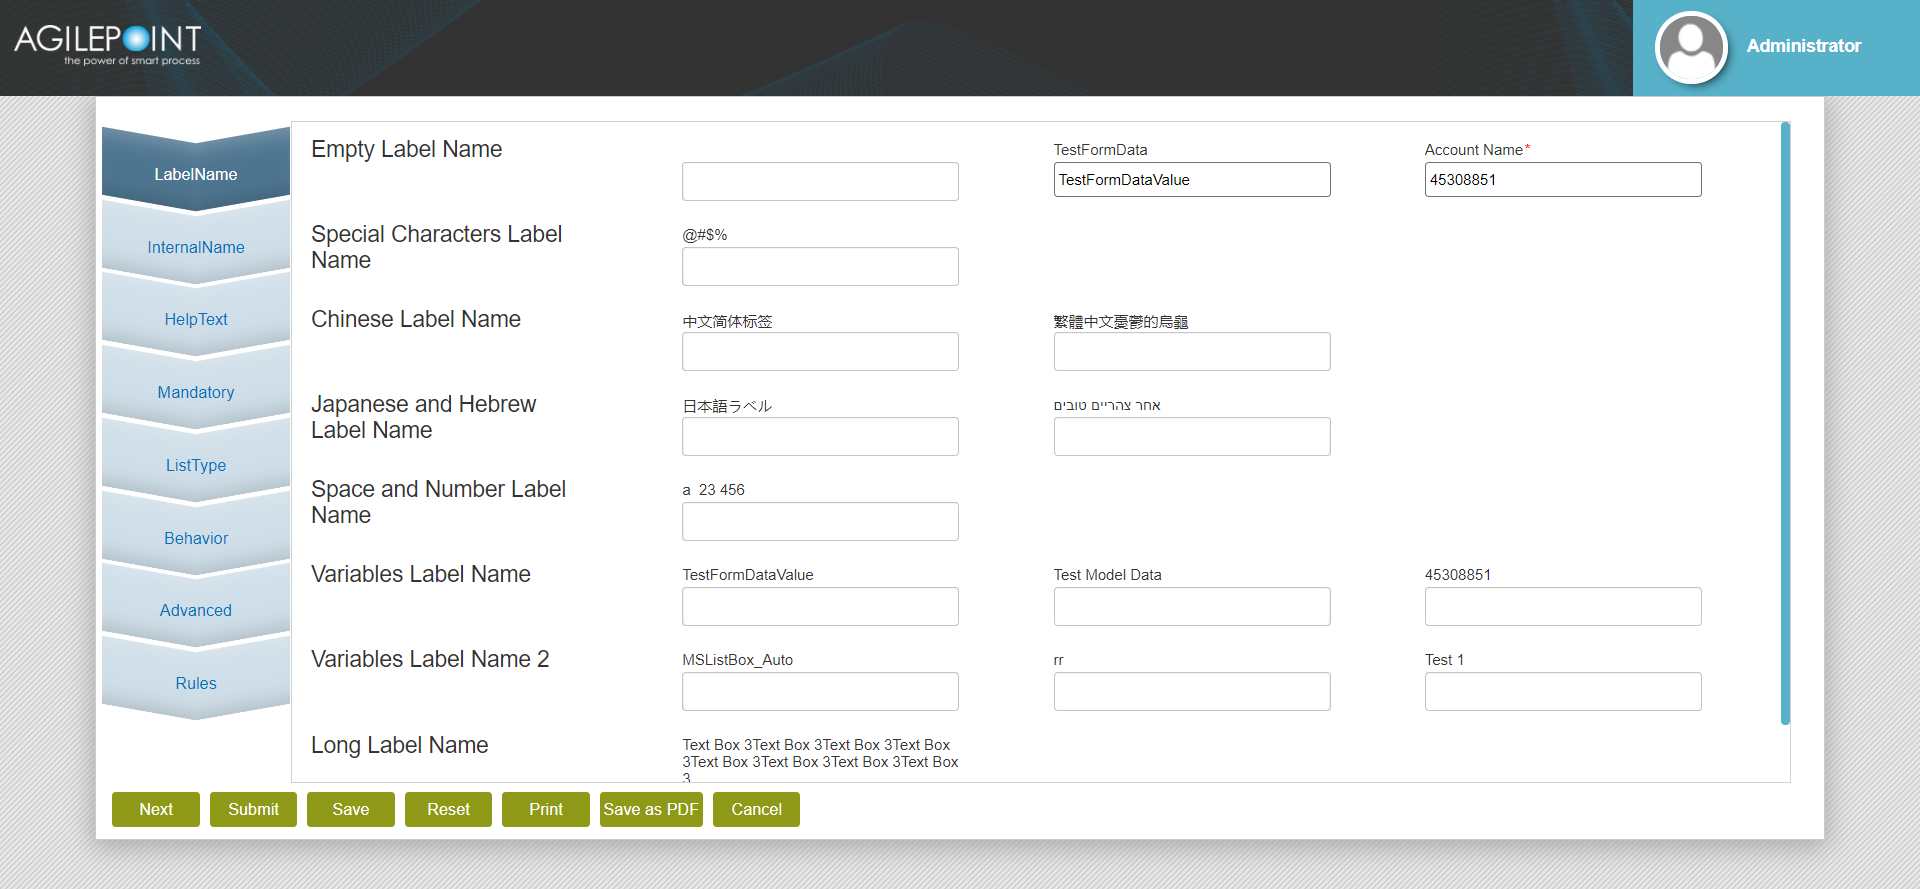 AGILEPOINT
the power of smart process
Administrator
LabelName
InternalName
HelpText
Mandatory
ListType
Behavior
Advanced
Rules
Empty Label Name
TestFormData
TestFormDataValue
Account Name*
45308851
Special Characters Label
Name
@#$%
Chinese Label Name
中文简体标签
繁體中文憂鬱的烏龜
Japanese and Hebrew
Label Name
日本語ラベル
אחר צהריים טובים
Space and Number Label
Name
a  23 456
Variables Label Name
TestFormDataValue
Test Model Data
45308851
Variables Label Name 2
MSListBox_Auto
rr
Test 1
Long Label Name
Text Box 3Text Box 3Text Box 3Text Box
3Text Box 3Text Box 3Text Box 3Text Box
3
Next
Submit
Save
Reset
Print
Save as PDF
Cancel